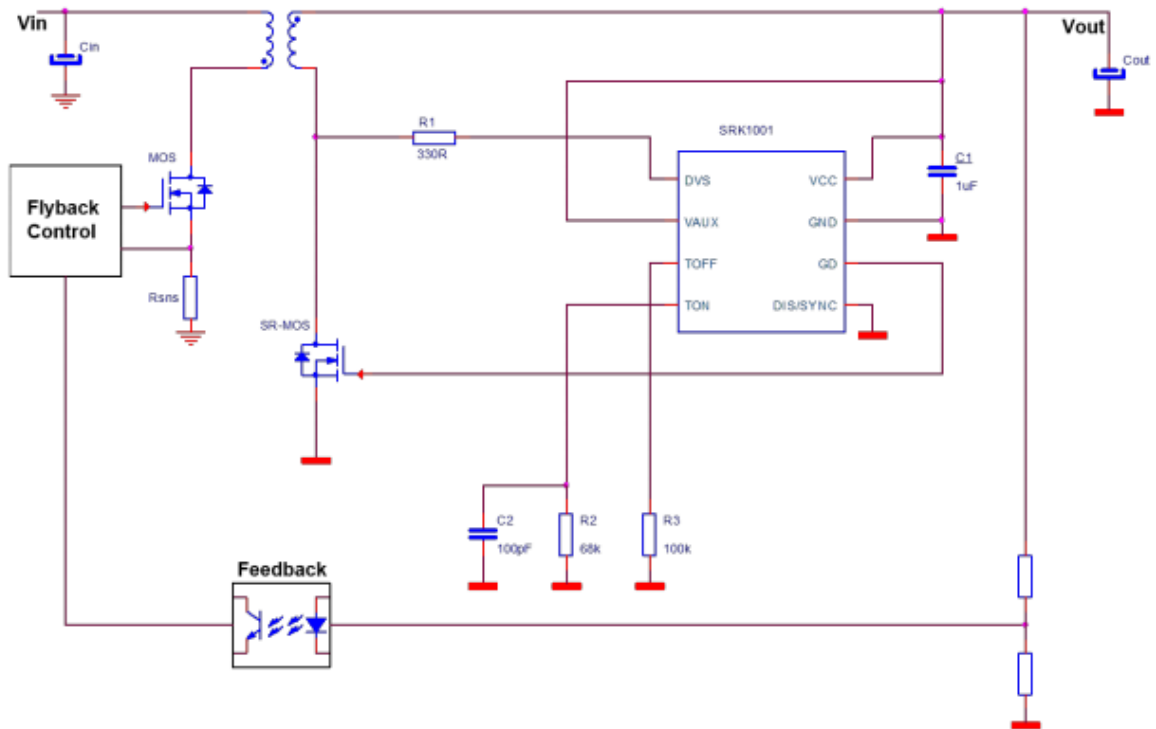 Vin
Cin
Vout
Cout
R1
330R
SRK1001
C1
1uF
MOS
Flyback
Control
DVS
VCC
VAUX
GND
TOFF
GD
TON
DIS/SYNC
Rsns
SR-MOS
C2
100pF
R2
68k
R3
100k
Feedback